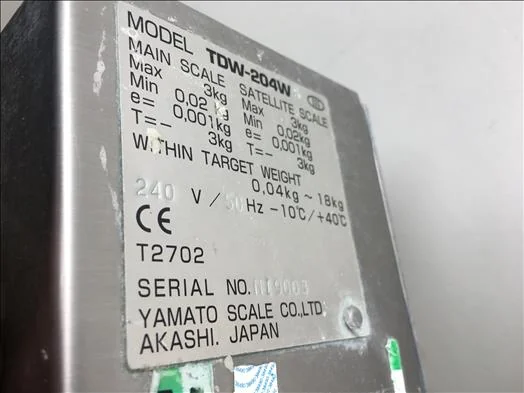 MODEL TDW-204W
MAIN SCALE SATELLITE SCALE
Max 3kg Max 3kg
Min 0,02kg Min 0,02kg
e= 0,001kg e= 0,001kg
T=- 3kg T=- 3kg
WITHIN TARGET WEIGHT
0,04kg ~ 18kg
240 V / 50 Hz -10℃/+40℃
CE
T2702
SERIAL NO.
YAMATO SCALE CO.,LTD.
AKASHI. JAPAN